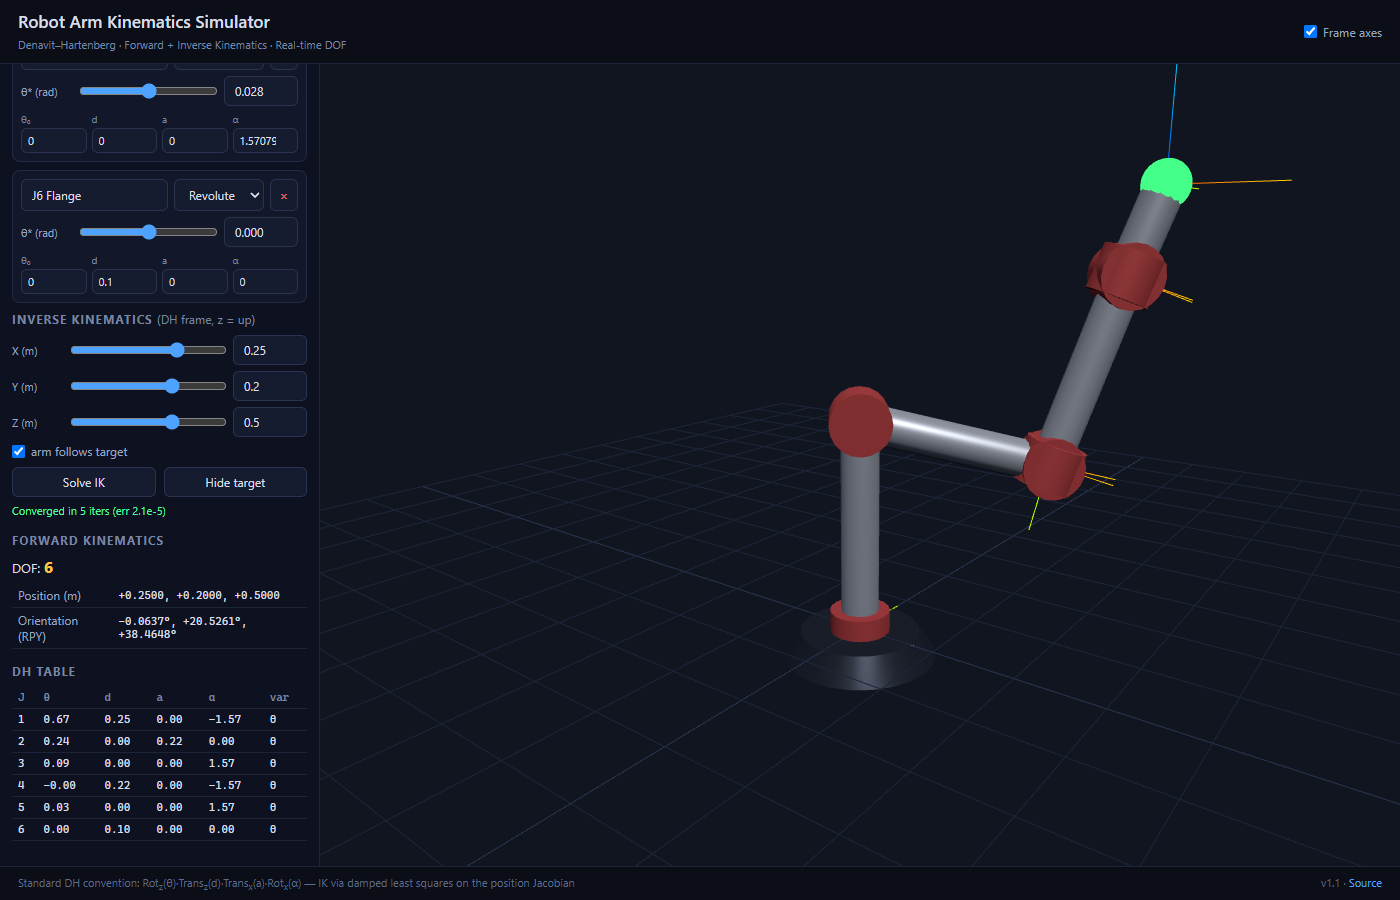 Robot Arm Kinematics Simulator
Denavit–Hartenberg · Forward + Inverse Kinematics · Real-time DOF
Frame axes
θ* (rad) 0.028
θ₀ d a α
0 0 0 1.57079
J6 Flange Revolute ×
θ* (rad) 0.000
θ₀ d a α
0 0.1 0 0
INVERSE KINEMATICS (DH frame, z = up)
X (m) 0.25
Y (m) 0.2
Z (m) 0.5
arm follows target
Solve IK Hide target
Converged in 5 iters (err 2.1e-5)
FORWARD KINEMATICS
DOF: 6
Position (m) +0.2500, +0.2000, +0.5000
Orientation (RPY) −0.0637°, +20.5261°, +38.4648°
DH TABLE
J θ d a α var
1 0.67 0.25 0.00 −1.57 θ
2 0.24 0.00 0.22 0.00 θ
3 0.09 0.00 0.00 1.57 θ
4 −0.00 0.22 0.00 −1.57 θ
5 0.03 0.00 0.00 1.57 θ
6 0.00 0.10 0.00 0.00 θ
Standard DH convention: Rot_z(θ)·Trans_z(d)·Trans_x(a)·Rot_x(α) — IK via damped least squares on the position Jacobian
v1.1 · Source